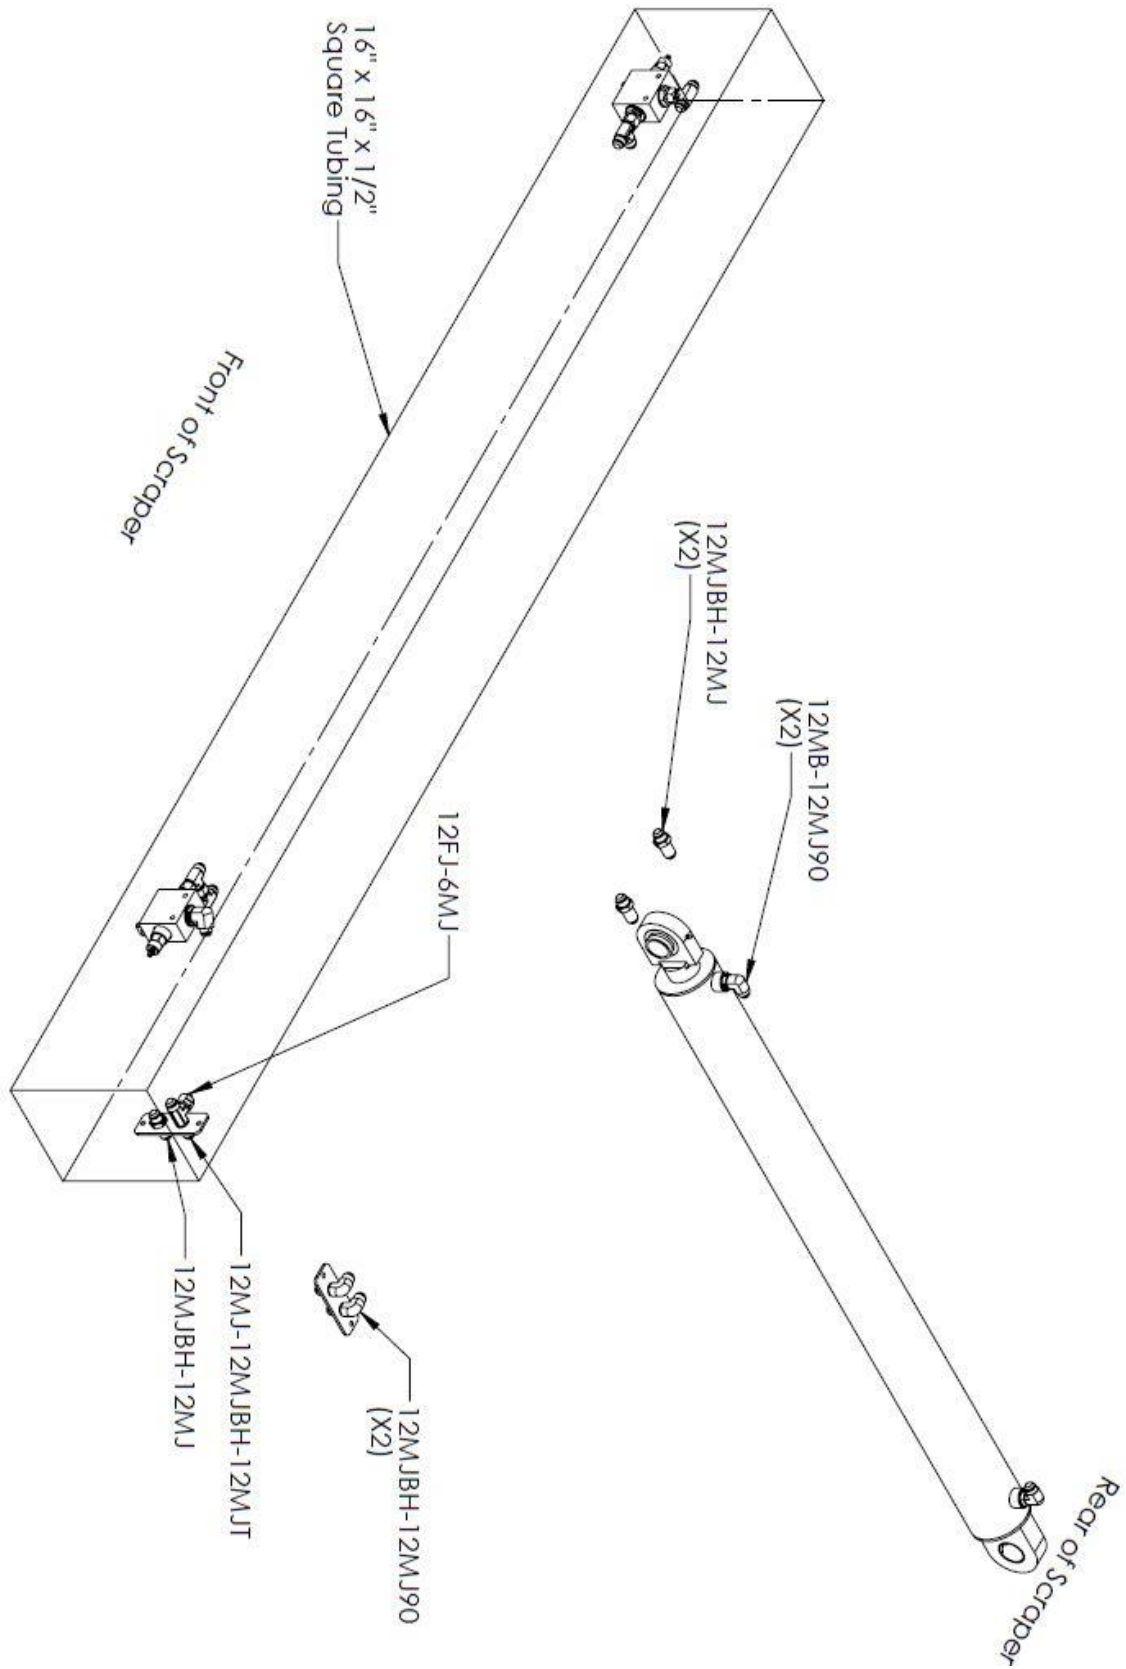 Rear of Scraper
12MB-12MJ90
(X2)
12MJBH-12MJ
(X2)
12MJBH-12MJ90
(X2)
12FJ-6MJ
16" x 16" x 1/2"
Square Tubing
12MJ-12MJBH-12MJT
12MJBH-12MJ
Front of Scraper